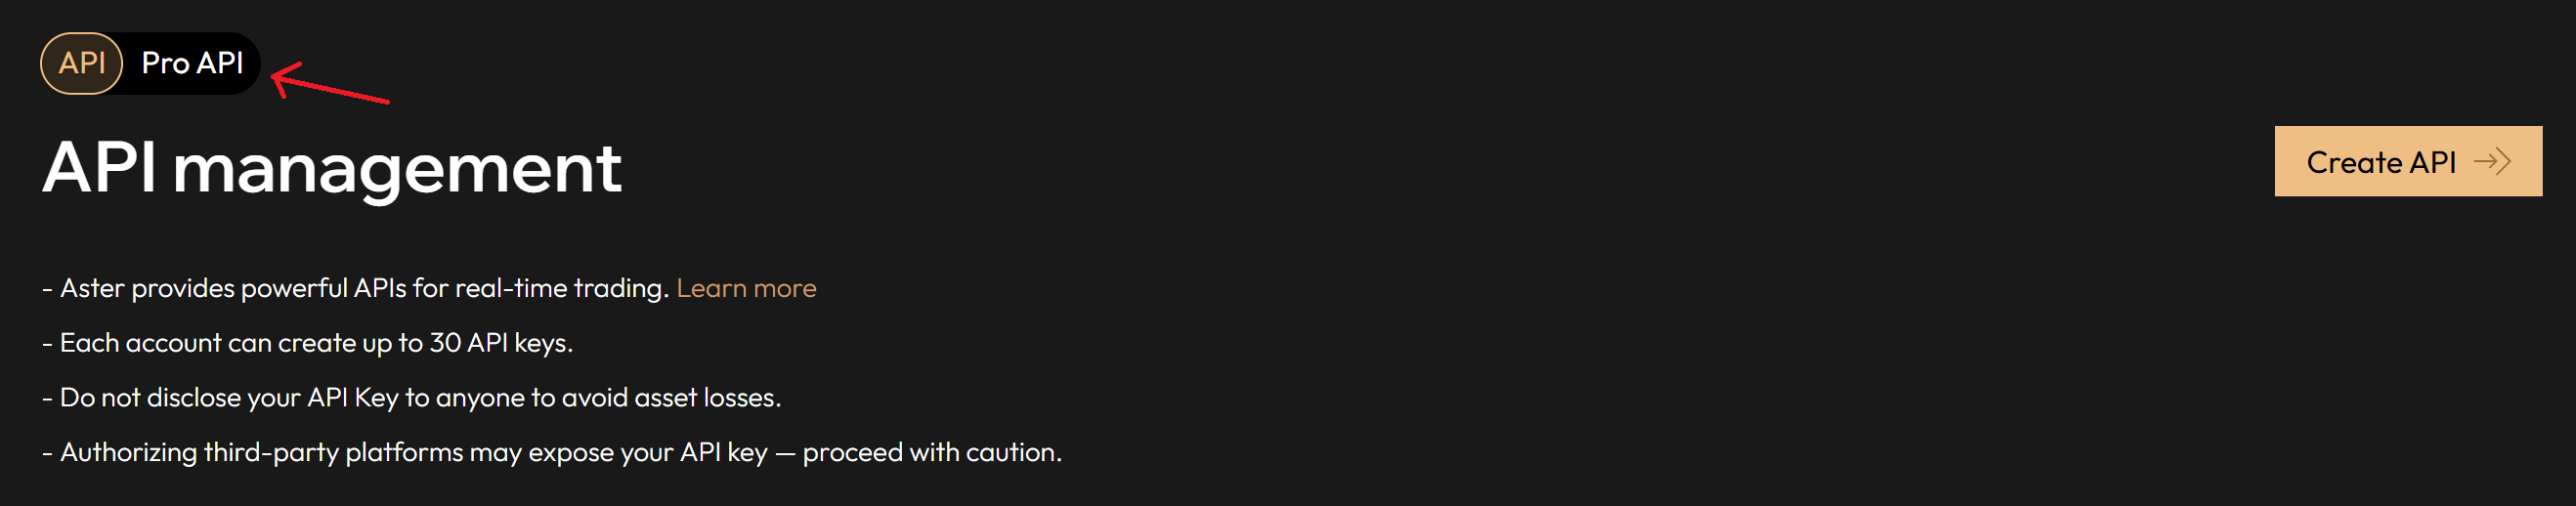 API Pro API
API management
Create API
- Aster provides powerful APIs for real-time trading. Learn more
- Each account can create up to 30 API keys.
- Do not disclose your API Key to anyone to avoid asset losses.
- Authorizing third-party platforms may expose your API key — proceed with caution.